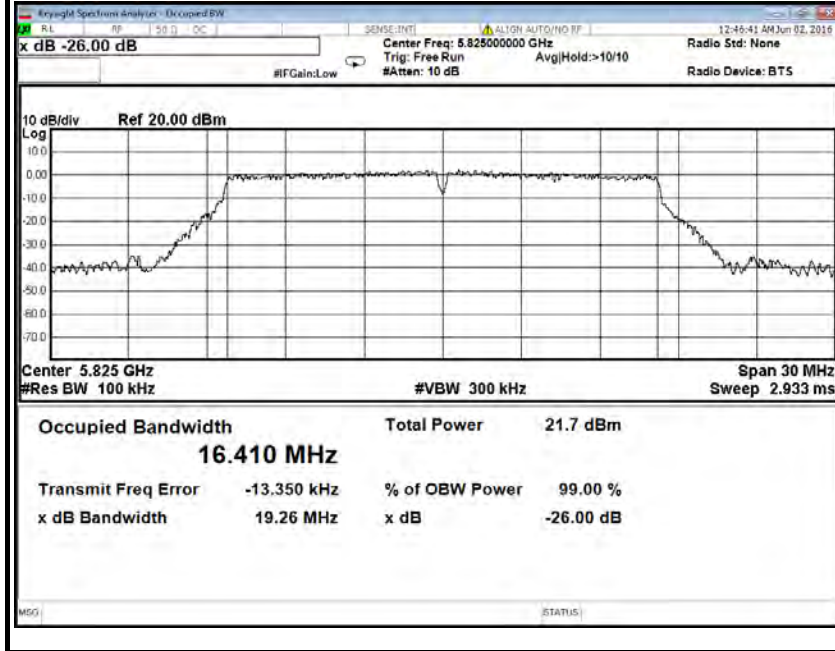 Keysight Spectrum Analyzer - Occupied BW
RL RF 50 Ω DC SENSE:INT ALIGN AUTO/NO RF 12:46:41 AM Jun 02, 2016
x dB -26.00 dB
Center Freq: 5.825000000 GHz Radio Std: None
Trig: Free Run Avg|Hold:>10/10
#IFGain:Low #Atten: 10 dB Radio Device: BTS
10 dB/div Ref 20.00 dBm
Log
10.0
0.00
-10.0
-20.0
-30.0
-40.0
-50.0
-60.0
-70.0
Center 5.825 GHz Span 30 MHz
#Res BW 100 kHz #VBW 300 kHz Sweep 2.933 ms
Occupied Bandwidth Total Power 21.7 dBm
16.410 MHz
Transmit Freq Error -13.350 kHz % of OBW Power 99.00 %
x dB Bandwidth 19.26 MHz x dB -26.00 dB
MSG STATUS